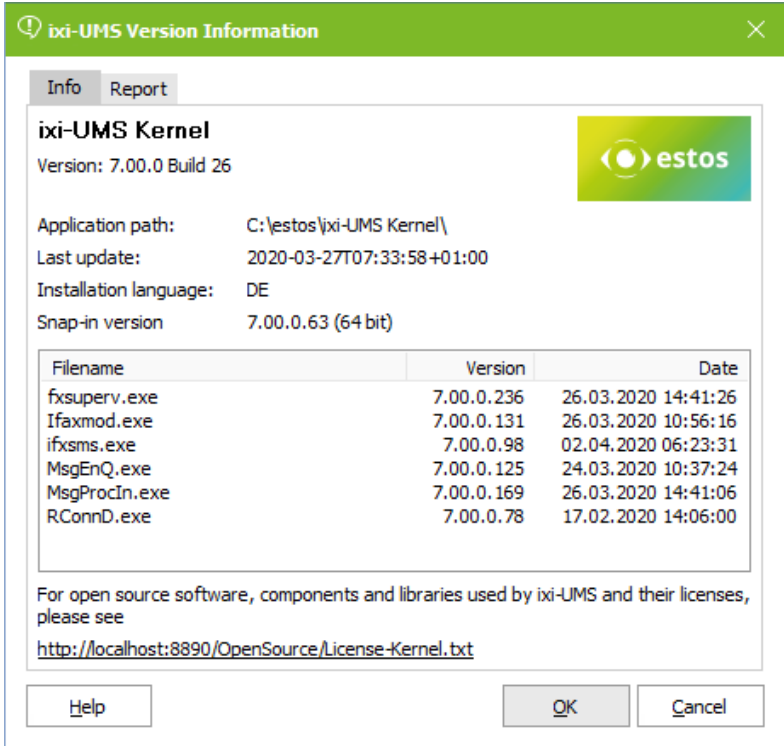 ixi-UMS Version Information
Info Report
ixi-UMS Kernel
estos
Version: 7.00.0 Build 26
Application path: C:\estos\ixi-UMS Kernel\
Last update: 2020-03-27T07:33:58+01:00
Installation language: DE
Snap-in version 7.00.0.63 (64 bit)
Filename Version Date
fxsuperv.exe 7.00.0.236 26.03.2020 14:41:26
Ifaxmod.exe 7.00.0.131 26.03.2020 10:56:16
ifxsms.exe 7.00.0.98 02.04.2020 06:23:31
MsgEnQ.exe 7.00.0.125 24.03.2020 10:37:24
MsgProcIn.exe 7.00.0.169 26.03.2020 14:41:06
RConnD.exe 7.00.0.78 17.02.2020 14:06:00
For open source software, components and libraries used by ixi-UMS and their licenses,
please see
http://localhost:8890/OpenSource/License-Kernel.txt
Help OK Cancel